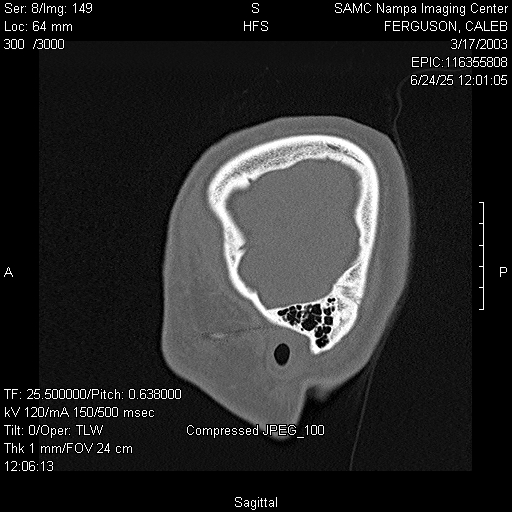 Ser: 8/Img: 149
Loc: 64 mm
300 /3000
S
HFS
SAMC Nampa Imaging Center
FERGUSON, CALEB
3/17/2003
EPIC:116355808
6/24/25 12:01:05
A
P
TF: 25.500000/Pitch: 0.638000
kV 120/mA 150/500 msec
Tilt: 0/Oper: TLW
Compressed JPEG_100
Thk 1 mm/FOV 24 cm
12:06:13
Sagittal